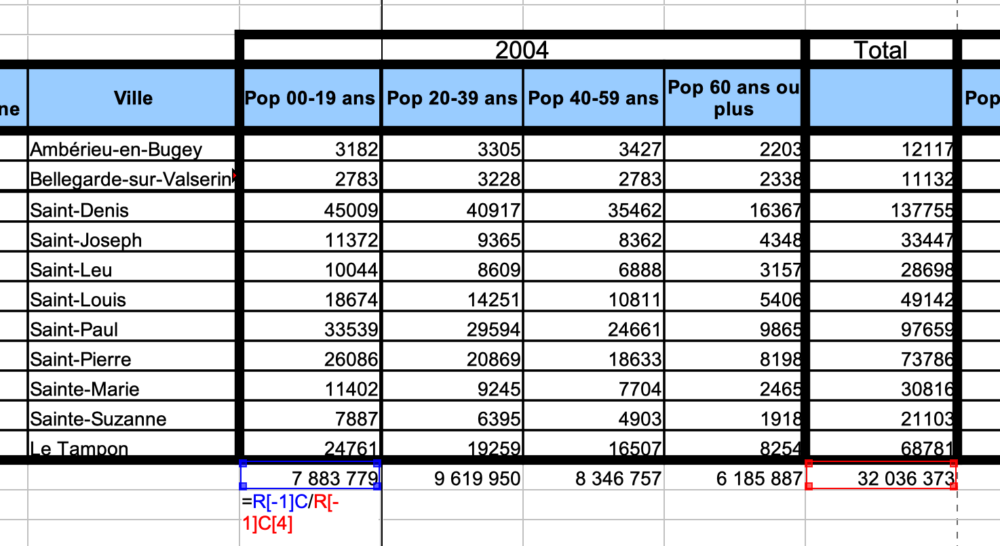 2004 Total
ne Ville Pop 00-19 ans Pop 20-39 ans Pop 40-59 ans Pop 60 ans ou plus Pop
Ambérieu-en-Bugey 3182 3305 3427 2203 12117
Bellegarde-sur-Valserin 2783 3228 2783 2338 11132
Saint-Denis 45009 40917 35462 16367 137755
Saint-Joseph 11372 9365 8362 4348 33447
Saint-Leu 10044 8609 6888 3157 28698
Saint-Louis 18674 14251 10811 5406 49142
Saint-Paul 33539 29594 24661 9865 97659
Saint-Pierre 26086 20869 18633 8198 73786
Sainte-Marie 11402 9245 7704 2465 30816
Sainte-Suzanne 7887 6395 4903 1918 21103
Le Tampon 24761 19259 16507 8254 68781
7 883 779 9 619 950 8 346 757 6 185 887 32 036 373
=R[-1]C/R[-
1]C[4]